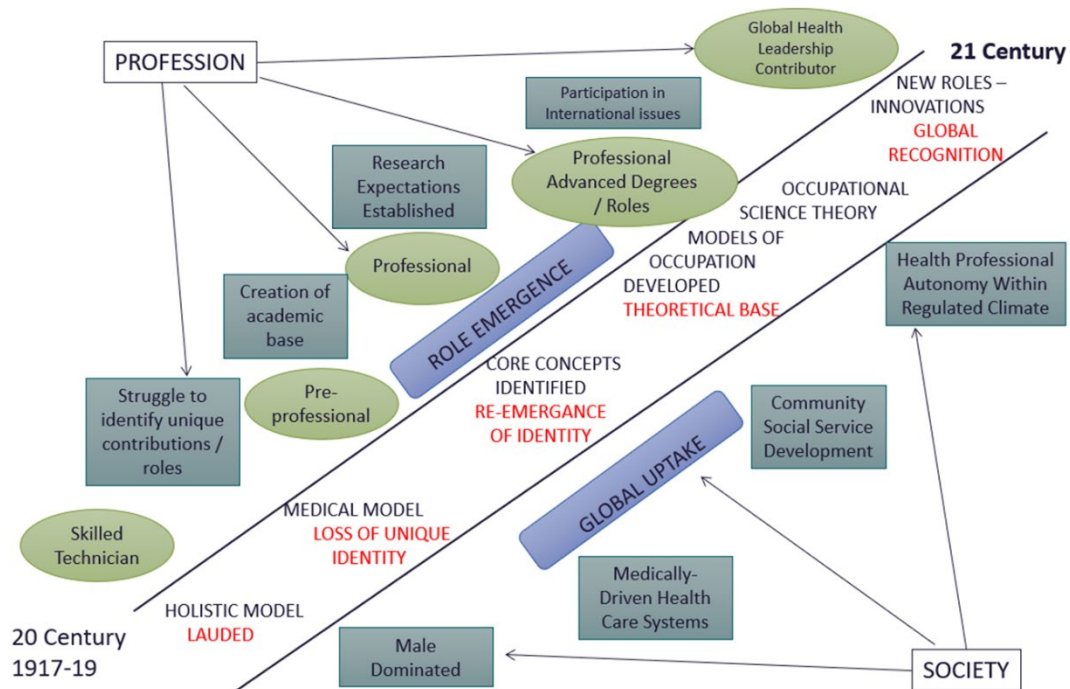 Global Health
Leadership
Contributor
21 Century
PROFESSION
NEW ROLES –
INNOVATIONS
GLOBAL
RECOGNITION
Participation in
International issues
Research
Expectations
Established
Professional
Advanced Degrees
/ Roles
OCCUPATIONAL
SCIENCE THEORY
MODELS OF
OCCUPATION
DEVELOPED
THEORETICAL BASE
Health Professional
Autonomy Within
Regulated Climate
Professional
Creation of
academic
base
ROLE EMERGENCE
CORE CONCEPTS
IDENTIFIED
RE-EMERGANCE
OF IDENTITY
Struggle to
identify unique
contributions /
roles
Pre-
professional
Community
Social Service
Development
GLOBAL UPTAKE
MEDICAL MODEL
LOSS OF UNIQUE
IDENTITY
Skilled
Technician
Medically-
Driven Health
Care Systems
HOLISTIC MODEL
LAUDED
20 Century
1917-19
Male
Dominated
SOCIETY